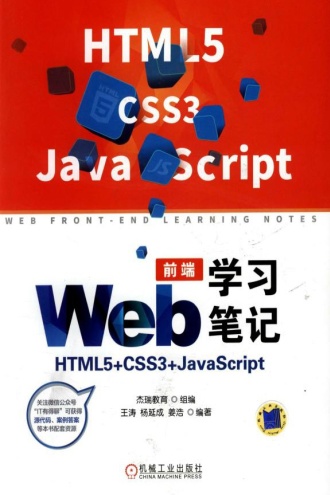 HTML5
CSS3
JavaScript
WEB FRONT-END LEARNING NOTES
前端
Web学习笔记
HTML5+CSS3+JavaScript
杰瑞教育 组编
王涛 杨延成 姜浩 编著
关注微信公众号
“IT有得聊”可获得
源代码、案例答案
等本书配套资源
机械工业出版社
CHINA MACHINE PRESS